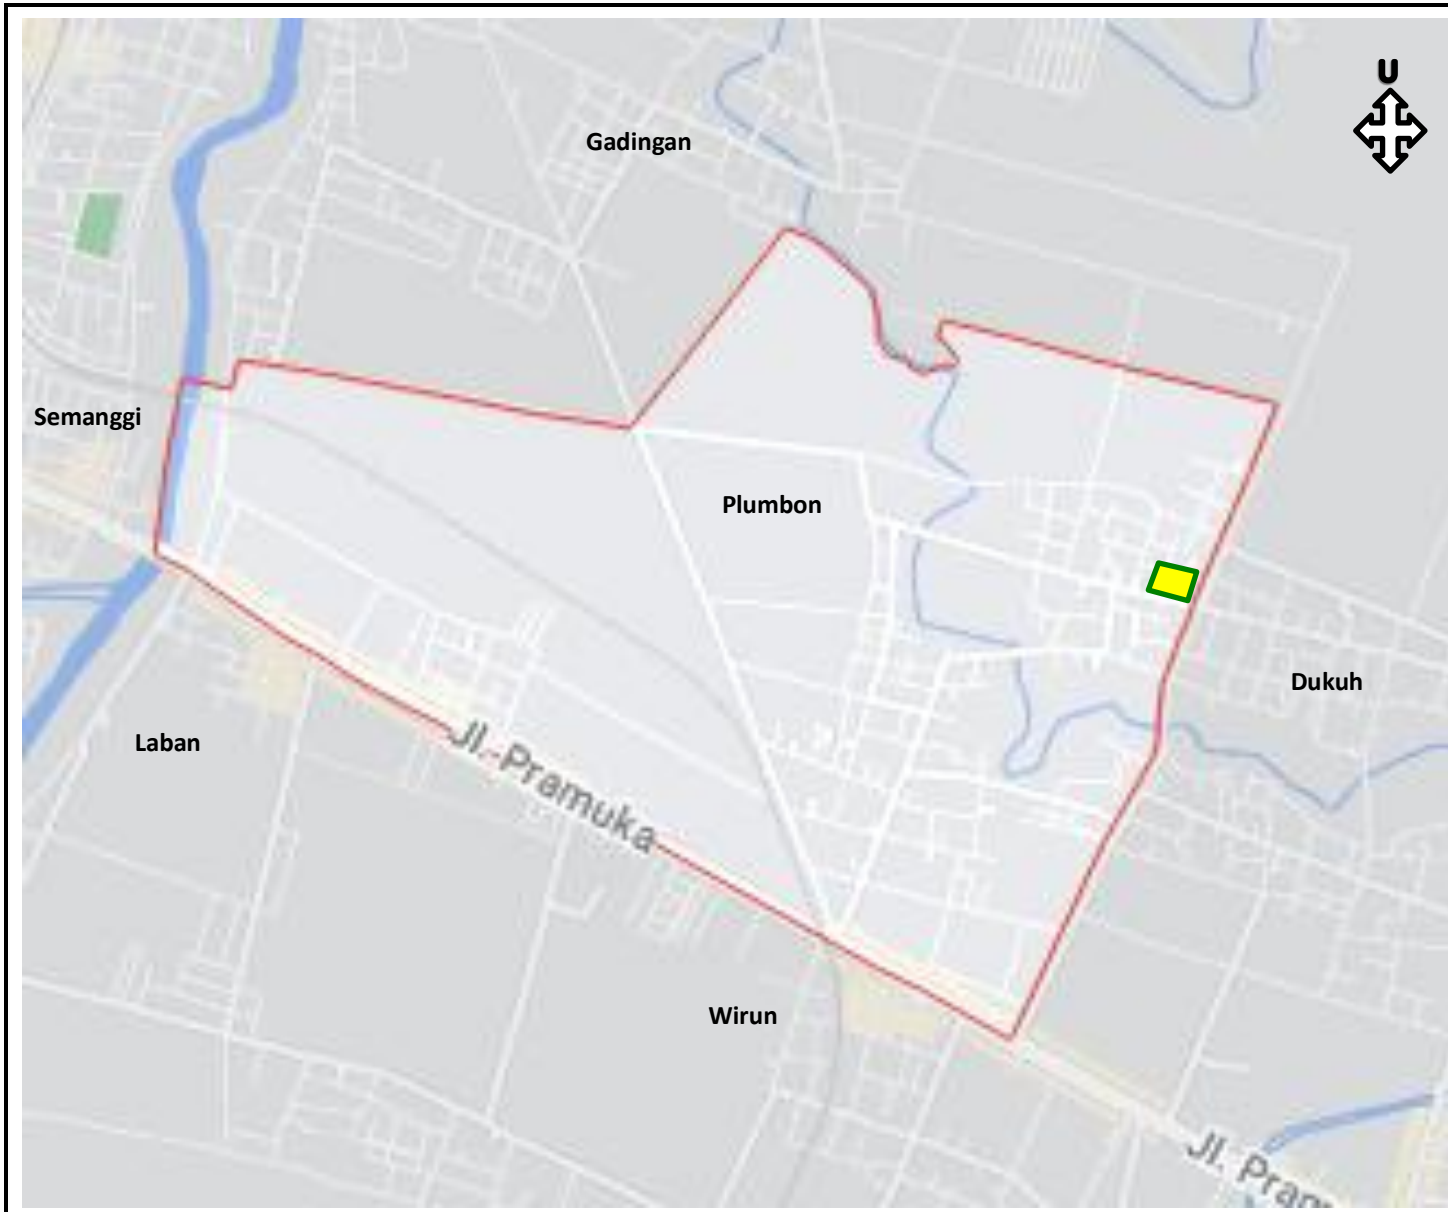 U
Gadingan
Semanggi
Plumbon
Dukuh
Laban
Jl. Pramuka
Wirun
Jl. Pram